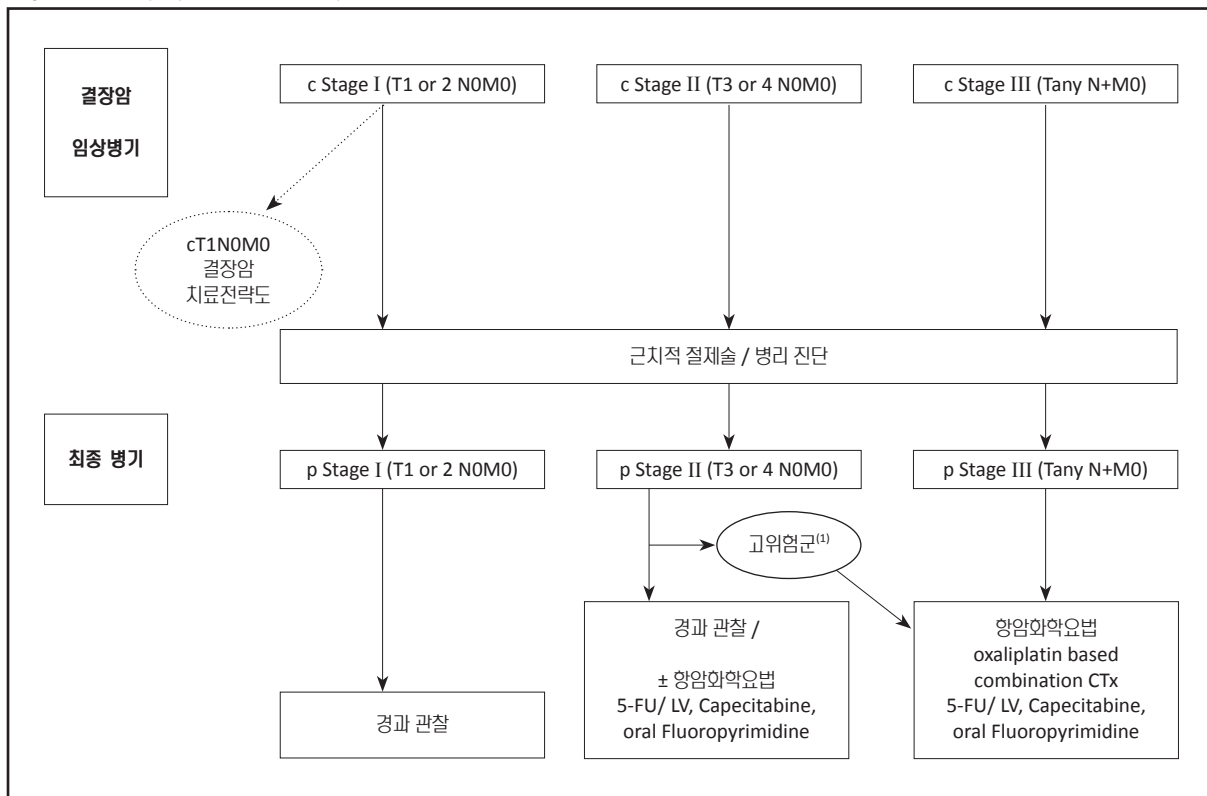 결장암
임상병기
c Stage I (T1 or 2 N0M0)
c Stage II (T3 or 4 N0M0)
c Stage III (Tany N+M0)
cT1N0M0
결장암
치료전략도
근치적 절제술 / 병리 진단
최종 병기
p Stage I (T1 or 2 N0M0)
p Stage II (T3 or 4 N0M0)
p Stage III (Tany N+M0)
고위험군(1)
경과 관찰
경과 관찰 /
± 항암화학요법
5-FU/ LV, Capecitabine,
oral Fluoropyrimidine
항암화학요법
oxaliplatin based
combination CTx
5-FU/ LV, Capecitabine,
oral Fluoropyrimidine